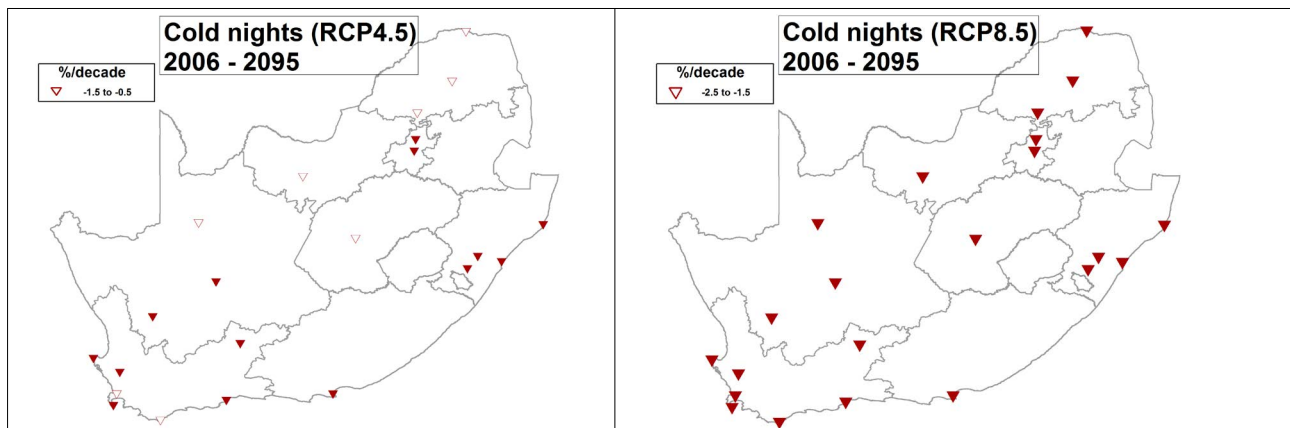 Cold nights (RCP4.5)
2006 - 2095
%/decade
-1.5 to -0.5
Cold nights (RCP8.5)
2006 - 2095
%/decade
-2.5 to -1.5